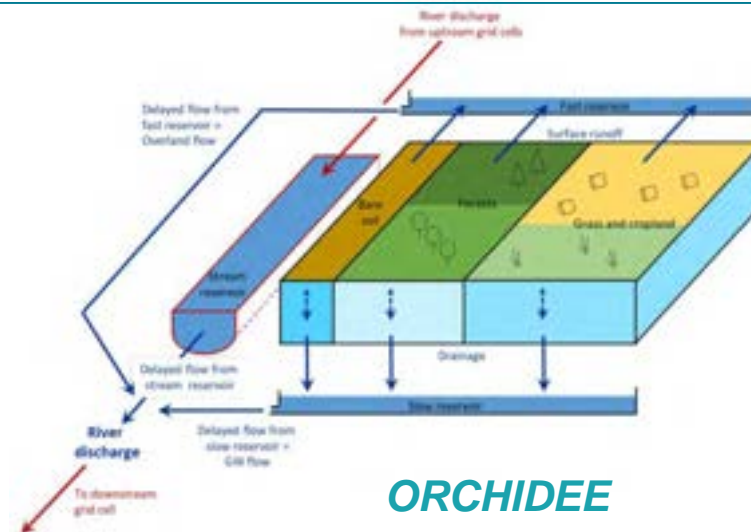 River discharge
from upstream grid cells
Delayed flow from
fast reservoir =
Overland flow
Fast reservoir
Surface runoff
Bare
soil
Forests
Grass and cropland
Stream
reservoir
Drainage
Delayed flow from
stream reservoir
Slow reservoir
River
discharge
Delayed flow from
slow reservoir =
GW flow
To downstream
grid cell
ORCHIDEE